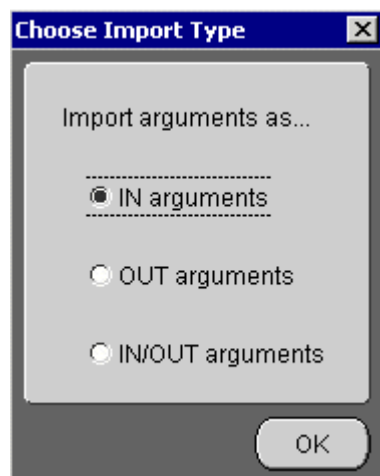 Choose Import Type
Import arguments as...
IN arguments
OUT arguments
IN/OUT arguments
OK